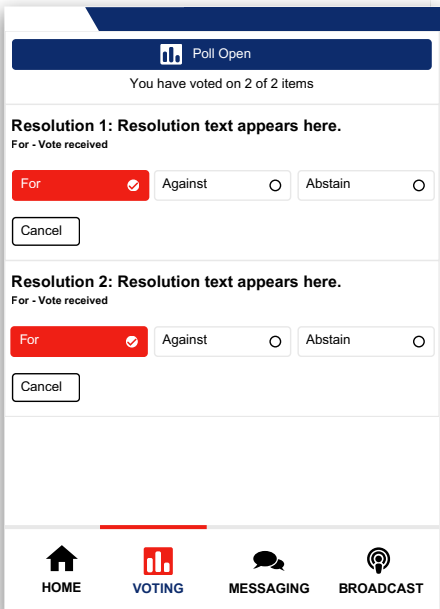 Poll Open
You have voted on 2 of 2 items
Resolution 1: Resolution text appears here.
For - Vote received
For Against Abstain
Cancel
Resolution 2: Resolution text appears here.
For - Vote received
For Against Abstain
Cancel
HOME VOTING MESSAGING BROADCAST